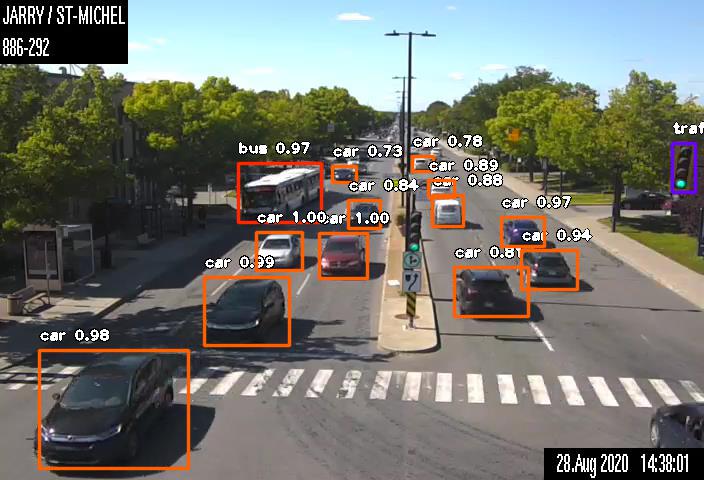 JARRY / ST-MICHEL
886-292
bus 0.97
car 0.73
car 0.78
car 0.89
car 0.84
car 0.88
car 1.00
car 1.00
car 0.97
car 0.94
car 0.99
car 0.81
car 0.98
traf
28.Aug 2020 14:38:01